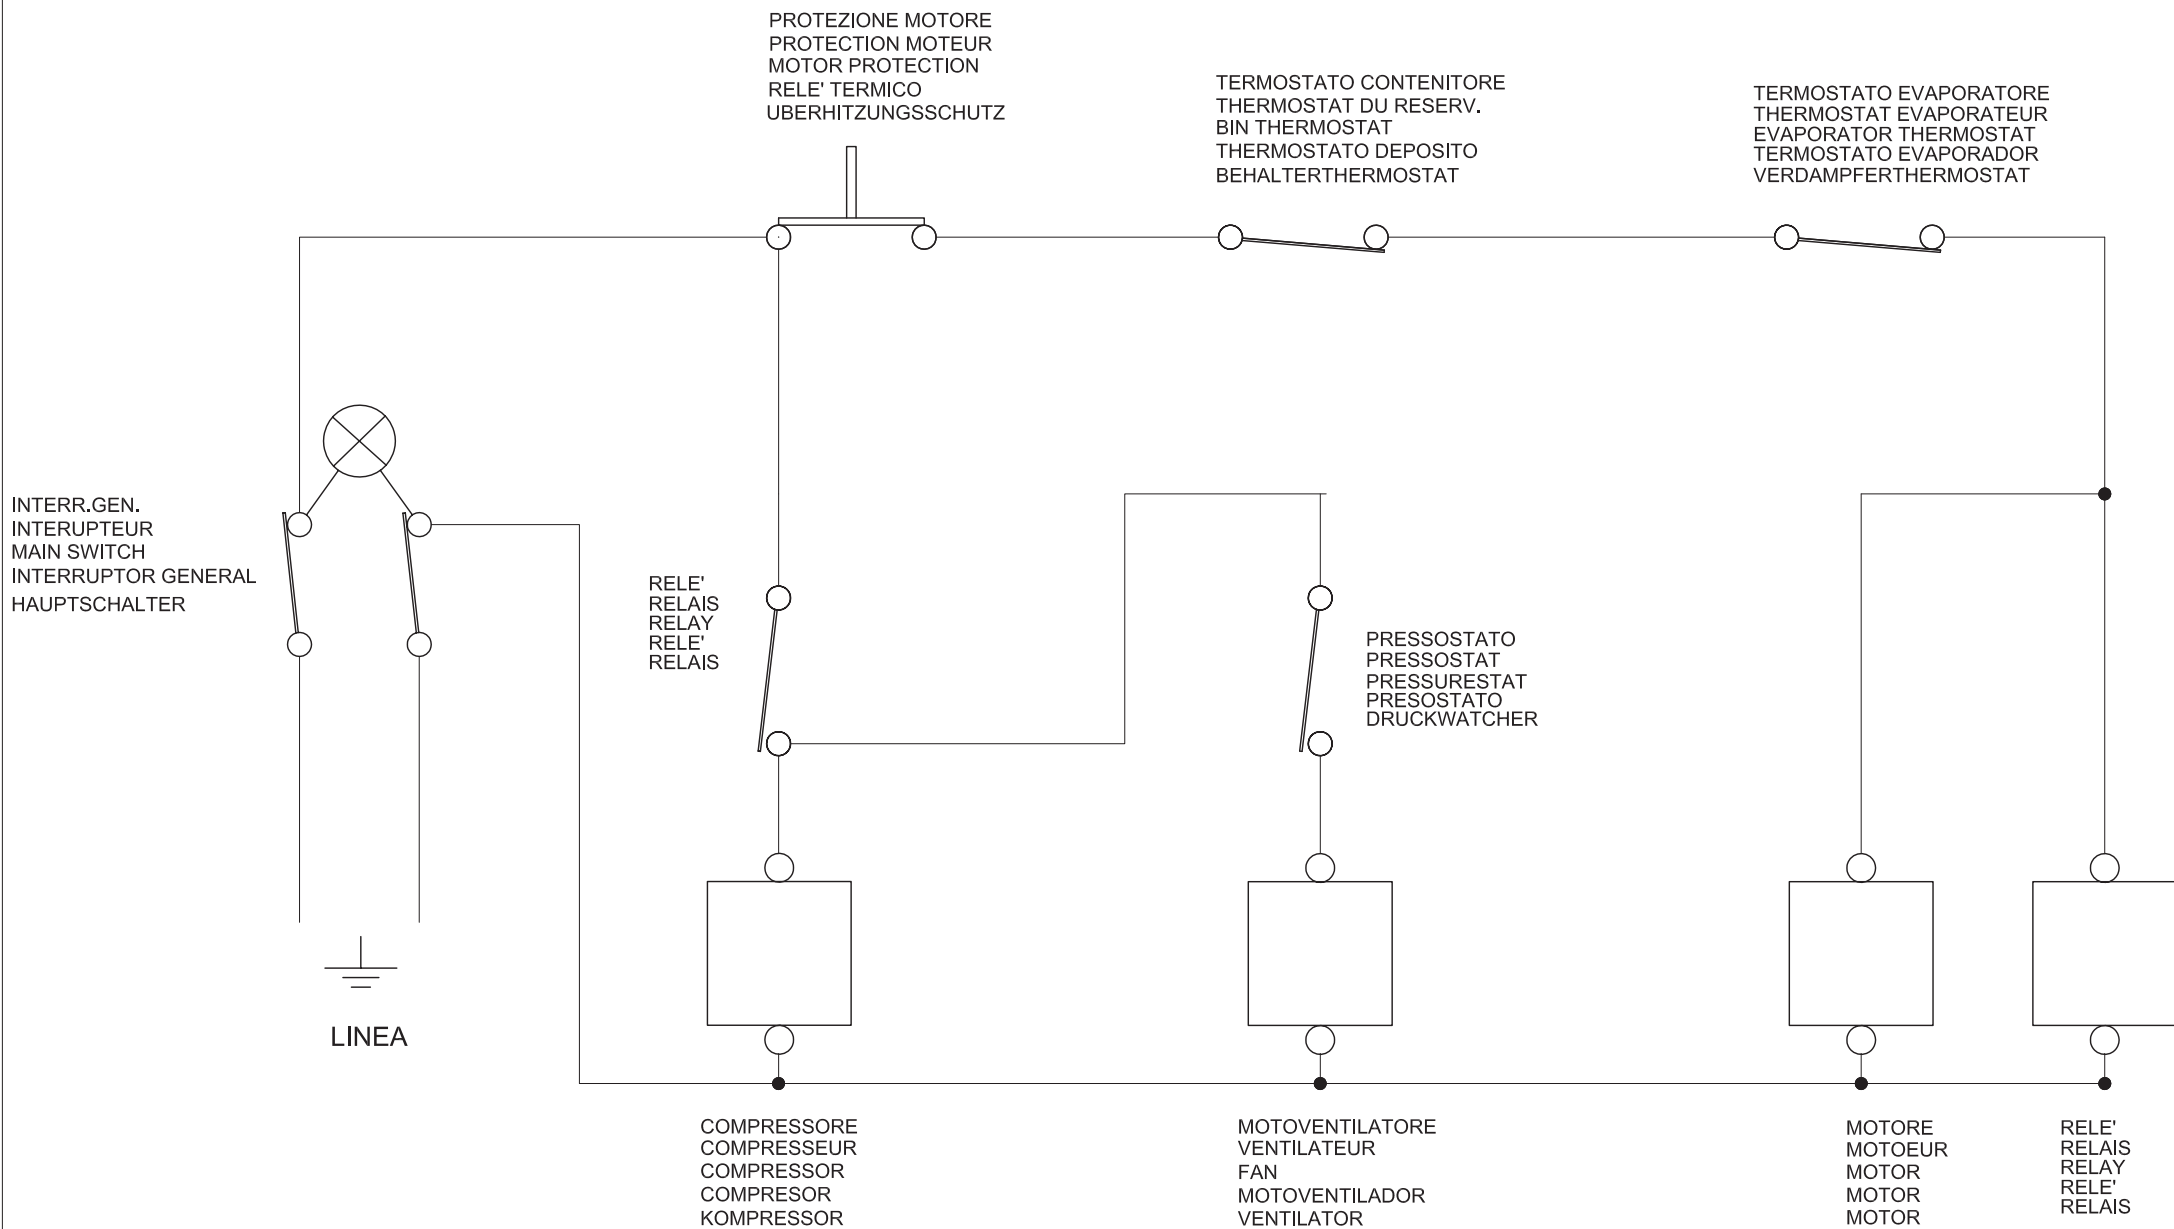 PROTEZIONE MOTORE
PROTECTION MOTEUR
MOTOR PROTECTION
RELE' TERMICO
UBERHITZUNGSSCHUTZ
TERMOSTATO CONTENITORE
THERMOSTAT DU RESERV.
BIN THERMOSTAT
THERMOSTATO DEPOSITO
BEHALTERTHERMOSTAT
TERMOSTATO EVAPORATORE
THERMOSTAT EVAPORATEUR
EVAPORATOR THERMOSTAT
TERMOSTATO EVAPORADOR
VERDAMPFERTHERMOSTAT
INTERR.GEN.
INTERUPTEUR
MAIN SWITCH
INTERRUPTOR GENERAL
HAUPTSCHALTER
RELE'
RELAIS
RELAY
RELE'
RELAIS
PRESSOSTATO
PRESSOSTAT
PRESSURESTAT
PRESOSTATO
DRUCKWATCHER
LINEA
COMPRESSORE
COMPRESSEUR
COMPRESSOR
COMPRESOR
KOMPRESSOR
MOTOVENTILATORE
VENTILATEUR
FAN
MOTOVENTILADOR
VENTILATOR
MOTORE
MOTOEUR
MOTOR
MOTOR
MOTOR
RELE'
RELAIS
RELAY
RELE'
RELAIS